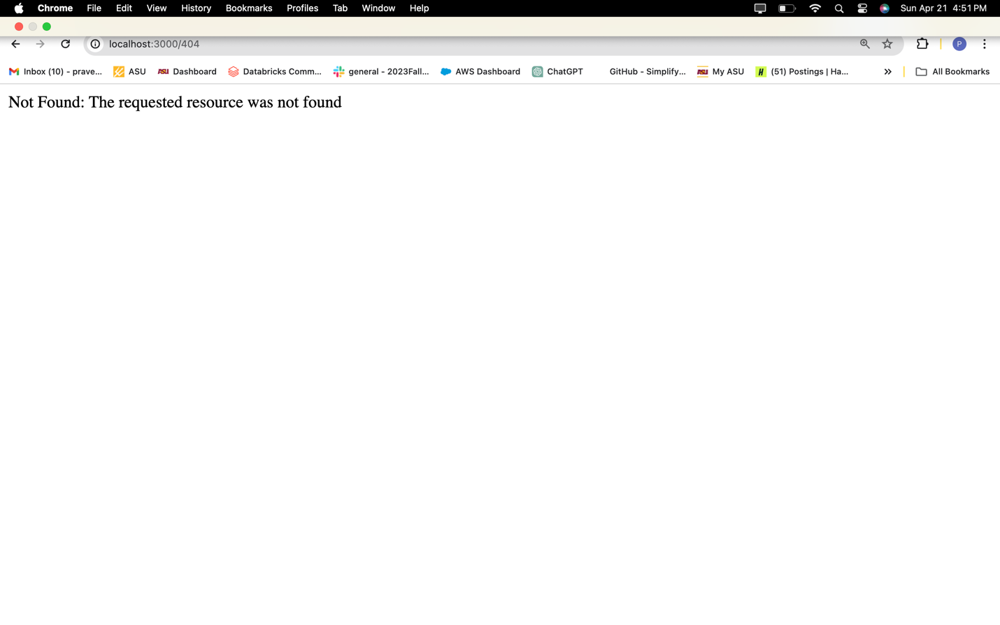 Chrome File Edit View History Bookmarks Profiles Tab Window Help Sun Apr 21 4:51 PM
localhost:3000/404 P
Inbox (10) - prave... ASU ASU Dashboard Databricks Comm... general - 2023Fall... AWS Dashboard ChatGPT GitHub - Simplify... ASU My ASU H (51) Postings | Ha... » All Bookmarks
Not Found: The requested resource was not found